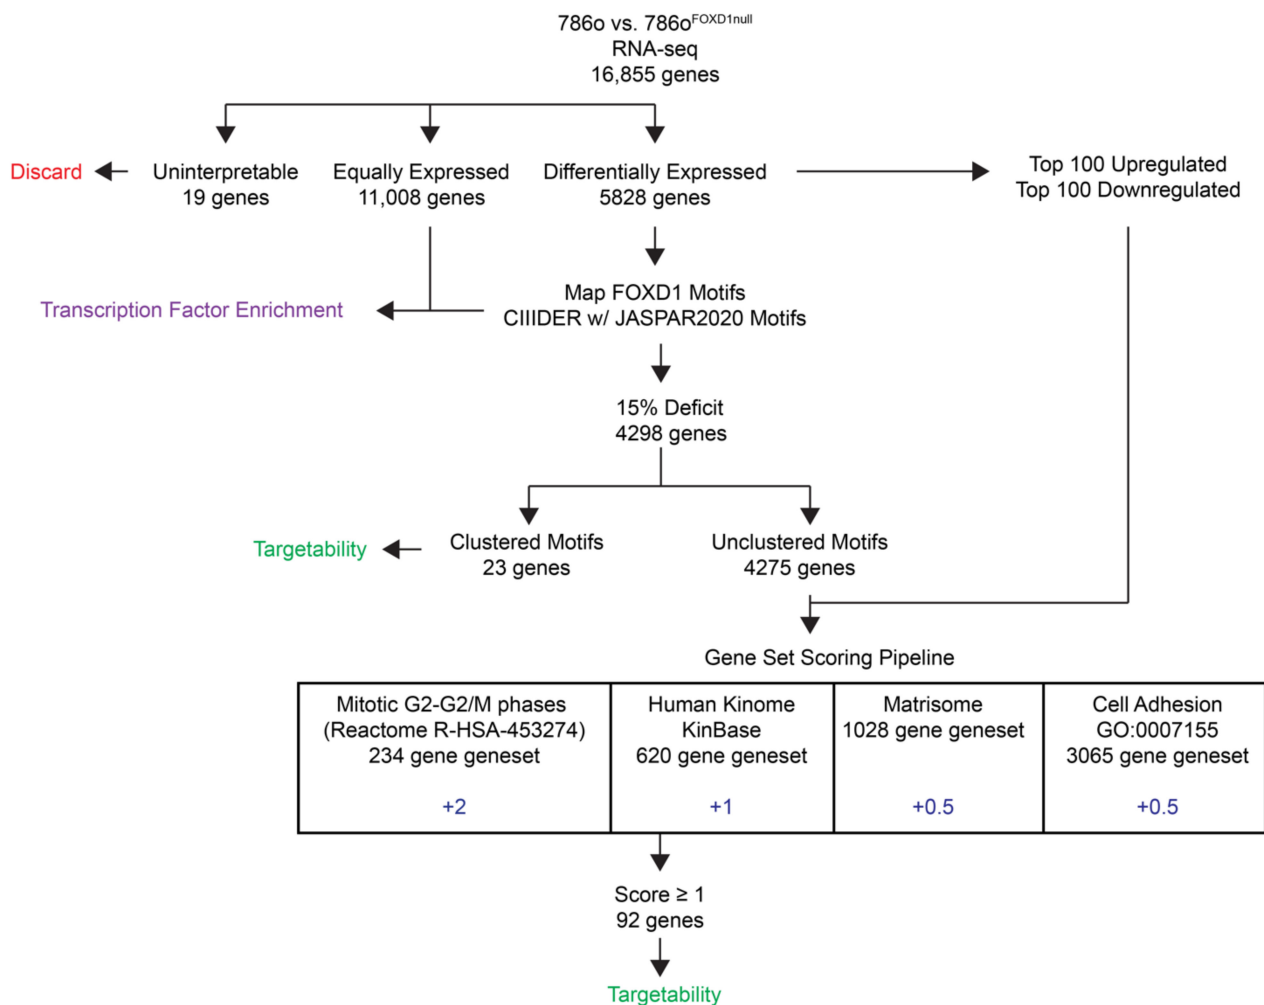 786o vs. 786oFOXD1null
RNA-seq
16,855 genes
Discard
Uninterpretable
19 genes
Equally Expressed
11,008 genes
Differentially Expressed
5828 genes
Top 100 Upregulated
Top 100 Downregulated
Transcription Factor Enrichment
Map FOXD1 Motifs
CIIIDER w/ JASPAR2020 Motifs
15% Deficit
4298 genes
Targetability
Clustered Motifs
23 genes
Unclustered Motifs
4275 genes
Gene Set Scoring Pipeline
Mitotic G2-G2/M phases
(Reactome R-HSA-453274)
234 gene geneset
+2
Human Kinome
KinBase
620 gene geneset
+1
Matrisome
1028 gene geneset
+0.5
Cell Adhesion
GO:0007155
3065 gene geneset
+0.5
Score ≥ 1
92 genes
Targetability